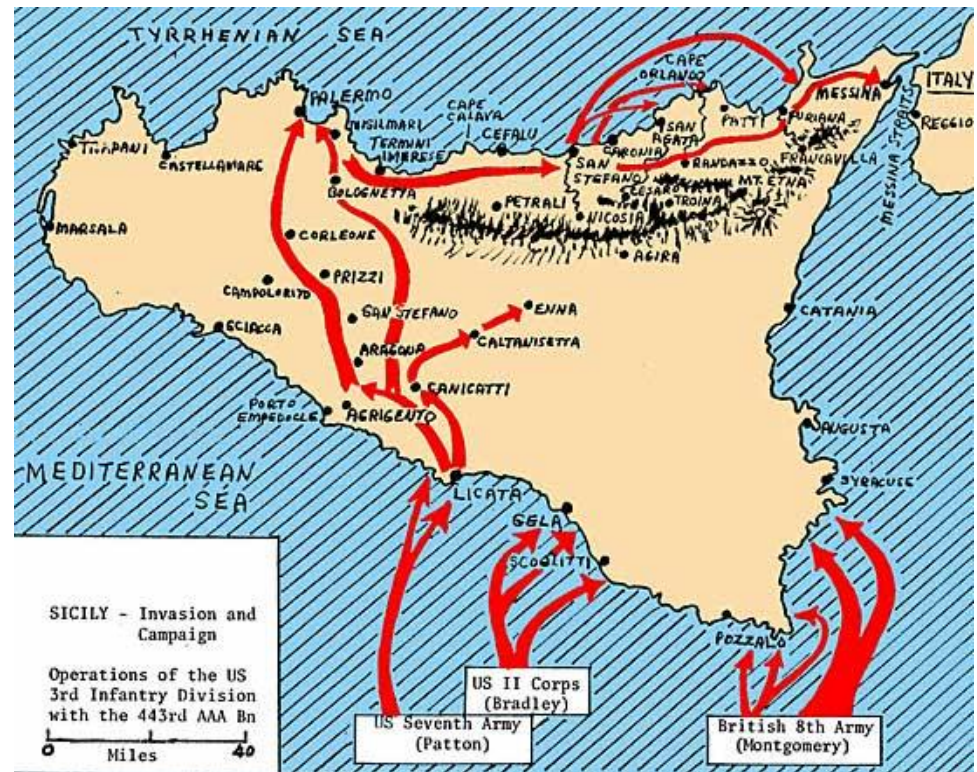 TYRRHENIAN SEA
PALERMO
MISILMARI
TERMINI
IMERESE
CAPE
CALAVA
CEFALU
CAPE
ORLANDO
MESSINA
ITALY
REGGIO
MESSINA STRAITS
TRAPANI
CASTELLAMARE
BOLOGNETTA
SAN
STEFANO
CARONIA
SAN
AGATA
PATTI
FURIANA
FRANCAVILLA
RANDAZZO
CESARO
MT. ETNA
TROINA
NICOSIA
PETRALI
AGIRA
MARSALA
CORLEONE
PRIZZI
CAMPOLORITO
SAN STEFANO
SCIACCA
ARAGONA
ENNA
CALTANISETTA
CATANIA
CANICATTI
PORTO
EMPEDOCLE
AGRIGENTO
AUGUSTA
MEDITERRANEAN
SEA
LICATA
SYRACUSE
GELA
SCOGLITTI
POZZALO
SICILY - Invasion and
Campaign
Operations of the US
3rd Infantry Division
with the 443rd AAA Bn
0 40
Miles
US II Corps
(Bradley)
US Seventh Army
(Patton)
British 8th Army
(Montgomery)